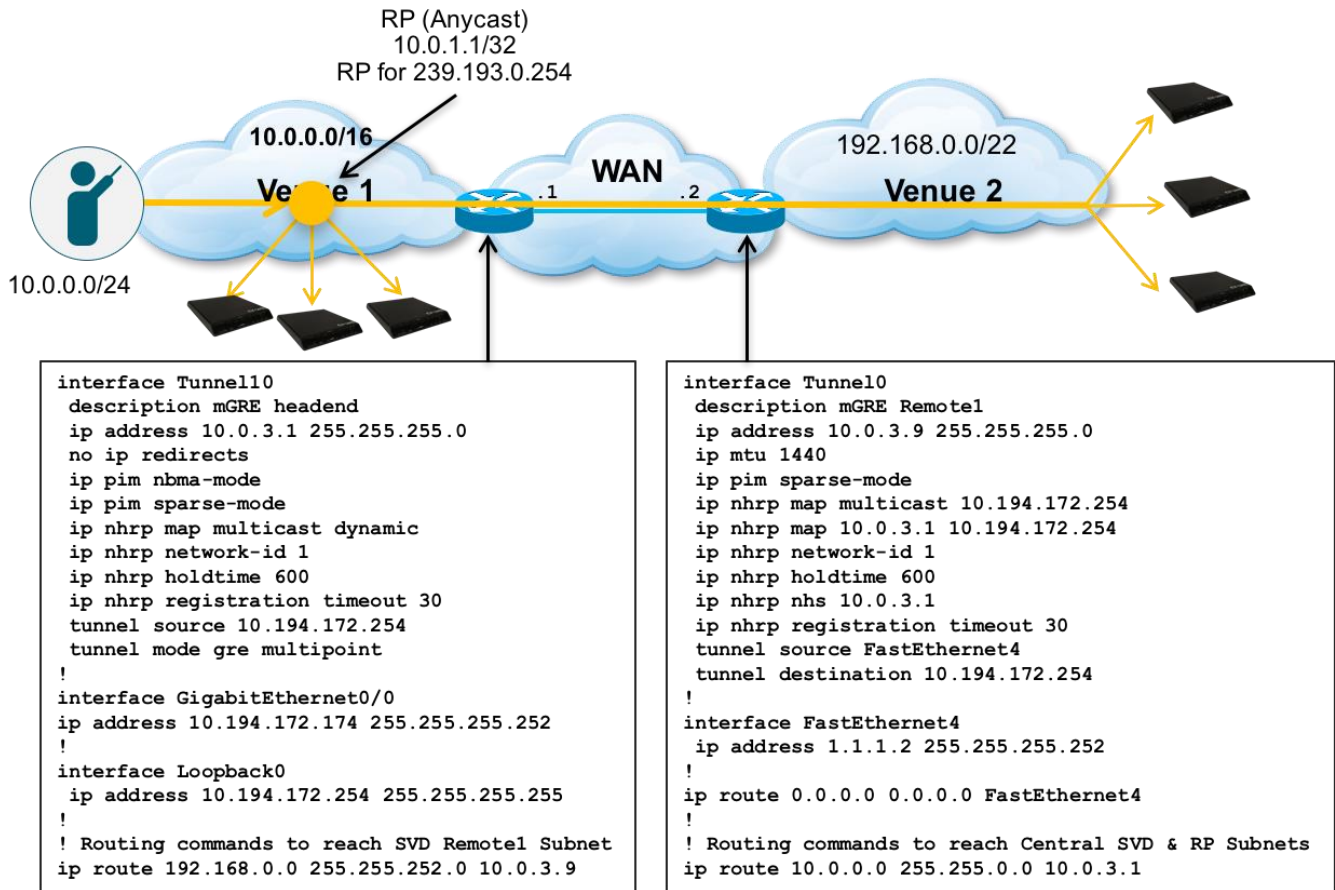 RP (Anycast)
10.0.1.1/32
RP for 239.193.0.254
10.0.0.0/16
Venue 1
WAN
.1
.2
192.168.0.0/22
Venue 2
10.0.0.0/24
interface Tunnel10
description mGRE headend
ip address 10.0.3.1 255.255.255.0
no ip redirects
ip pim nbma-mode
ip pim sparse-mode
ip nhrp map multicast dynamic
ip nhrp network-id 1
ip nhrp holdtime 600
ip nhrp registration timeout 30
tunnel source 10.194.172.254
tunnel mode gre multipoint
!
interface GigabitEthernet0/0
ip address 10.194.172.174 255.255.255.252
!
interface Loopback0
ip address 10.194.172.254 255.255.255.255
!
! Routing commands to reach SVD Remote1 Subnet
ip route 192.168.0.0 255.255.252.0 10.0.3.9
interface Tunnel0
description mGRE Remote1
ip address 10.0.3.9 255.255.255.0
ip mtu 1440
ip pim sparse-mode
ip nhrp map multicast 10.194.172.254
ip nhrp map 10.0.3.1 10.194.172.254
ip nhrp network-id 1
ip nhrp holdtime 600
ip nhrp nhs 10.0.3.1
ip nhrp registration timeout 30
tunnel source FastEthernet4
tunnel destination 10.194.172.254
!
interface FastEthernet4
ip address 1.1.1.2 255.255.255.252
!
ip route 0.0.0.0 0.0.0.0 FastEthernet4
!
! Routing commands to reach Central SVD & RP Subnets
ip route 10.0.0.0 255.255.0.0 10.0.3.1